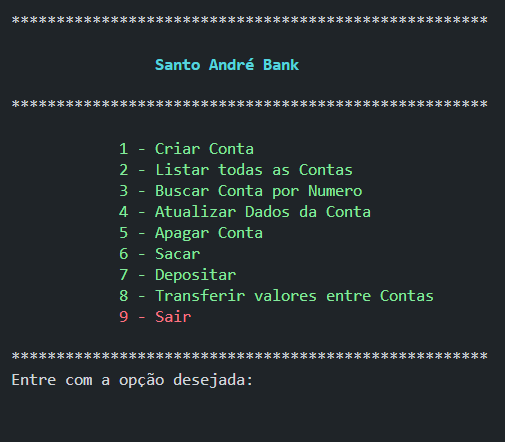 *****************************************************
Santo André Bank
*****************************************************
1 - Criar Conta
2 - Listar todas as Contas
3 - Buscar Conta por Numero
4 - Atualizar Dados da Conta
5 - Apagar Conta
6 - Sacar
7 - Depositar
8 - Transferir valores entre Contas
9 - Sair
*****************************************************
Entre com a opção desejada: